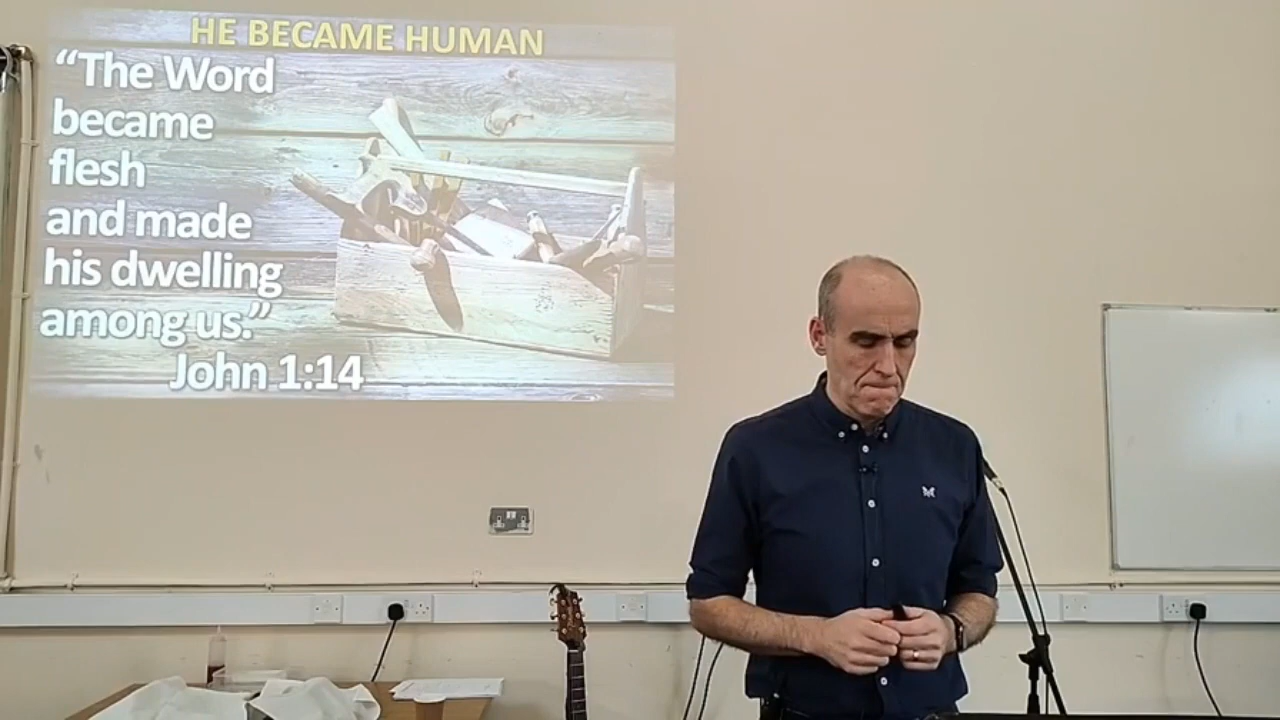 HE BECAME HUMAN
“The Word
became
flesh
and made
his dwelling
among us.”
John 1:14